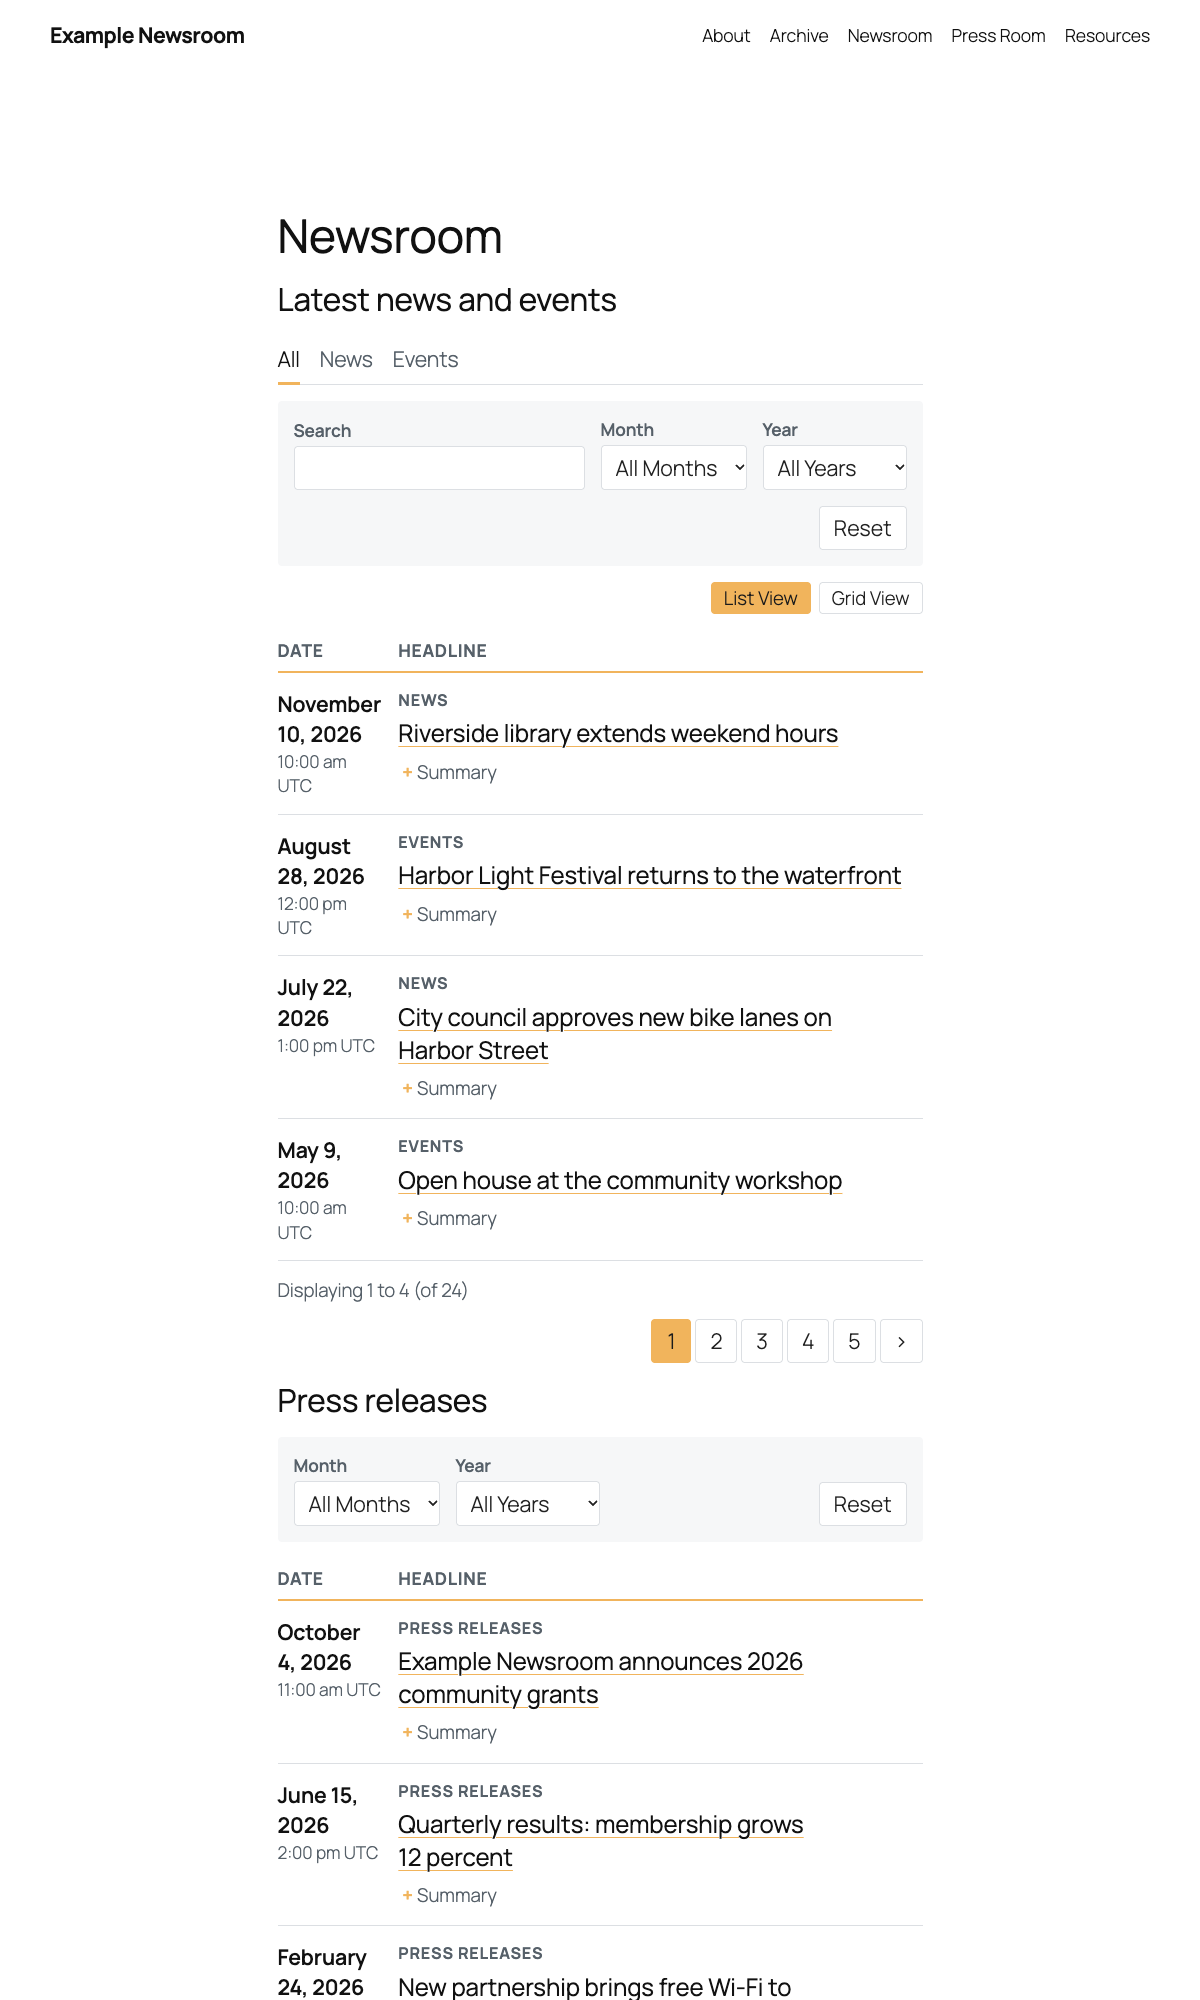 Example Newsroom
About Archive Newsroom Press Room Resources
Newsroom
Latest news and events
All News Events
Search Month Year
All Months All Years
Reset
List View Grid View
DATE HEADLINE
November
10, 2026
10:00 am
UTC
NEWS
Riverside library extends weekend hours
+ Summary
August
28, 2026
12:00 pm
UTC
EVENTS
Harbor Light Festival returns to the waterfront
+ Summary
July 22,
2026
1:00 pm UTC
NEWS
City council approves new bike lanes on
Harbor Street
+ Summary
May 9,
2026
10:00 am
UTC
EVENTS
Open house at the community workshop
+ Summary
Displaying 1 to 4 (of 24)
1 2 3 4 5 ›
Press releases
Month Year
All Months All Years Reset
DATE HEADLINE
October
4, 2026
11:00 am UTC
PRESS RELEASES
Example Newsroom announces 2026
community grants
+ Summary
June 15,
2026
2:00 pm UTC
PRESS RELEASES
Quarterly results: membership grows
12 percent
+ Summary
February
24, 2026
PRESS RELEASES
New partnership brings free Wi-Fi to